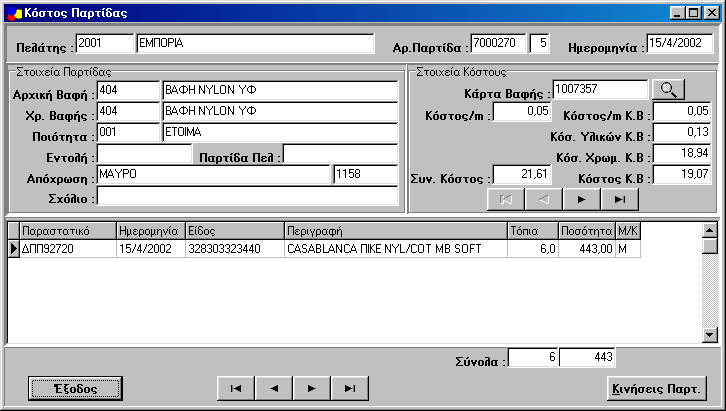 Κόστος Παρτίδας
Πελάτης : 2001 ΕΜΠΟΡΙΑ Αρ.Παρτίδα : 7000270 5 Ημερομηνία : 15/4/2002
Στοιχεία Παρτίδας
Αρχική Βαφή : 404 ΒΑΦΗ NYLON ΥΦ
Χρ. Βαφής : 404 ΒΑΦΗ NYLON ΥΦ
Ποιότητα : 001 ΕΤΟΙΜΑ
Εντολή : Παρτίδα Πελ :
Απόχρωση : ΜΑΥΡΟ 1158
Σχόλιο :
Στοιχεία Κόστους
Κάρτα Βαφής : 1007357
Κόστος/m : 0,05 Κόστος/m Κ.Β : 0,05
Κόσ. Υλικών Κ.Β : 0,13
Κόσ. Χρωμ. Κ.Β : 18,94
Συν. Κόστος : 21,61 Κόστος Κ.Β : 19,07
Παραστατικό Ημερομηνία Είδος Περιγραφή Τόπια Ποσότητα Μ/Κ
ΔΠΠ92720 15/4/2002 328303323440 CASABLANCA ΠΙΚΕ NYL/COT MB SOFT 6,0 443,00 Μ
Σύνολα : 6 443
Έξοδος Κινήσεις Παρτ.